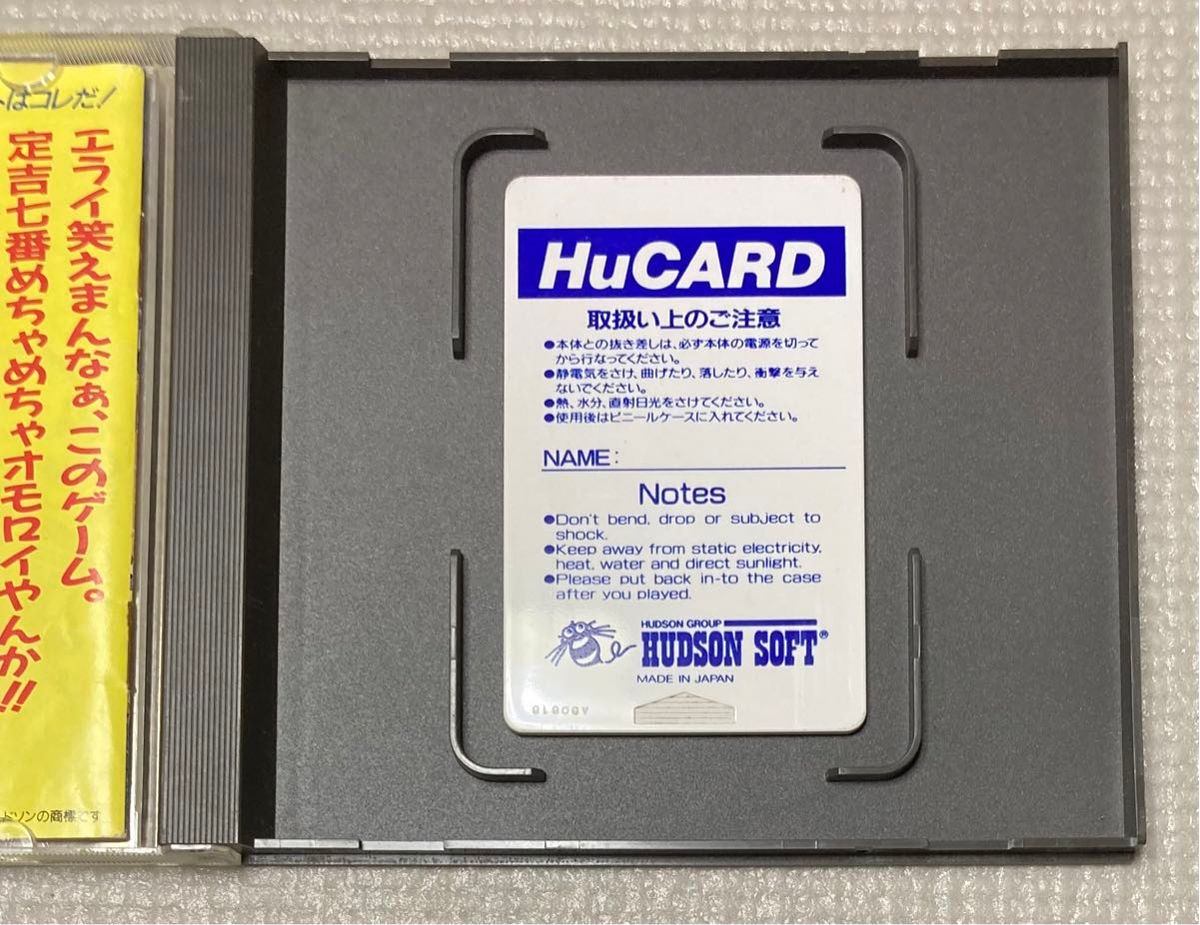 はコレだ!
エライ笑えまんなぁ、このゲーム。
定吉七番めちゃめちゃオモロイやんか!!
ドソンの商標です
HuCARD
取扱い上のご注意
●本体との抜き差しは、必ず本体の電源を切って
から行なってください。
●静電気をさけ、曲げたり、落したり、衝撃を与え
ないでください。
●熱、水分、直射日光をさけてください。
●使用後はビニールケースに入れてください。
NAME:
Notes
●Don't bend, drop or subject to
shock.
●Keep away from static electricity,
heat, water and direct sunlight.
●Please put back in-to the case
after you played.
HUDSON GROUP
HUDSON SOFT®
MADE IN JAPAN